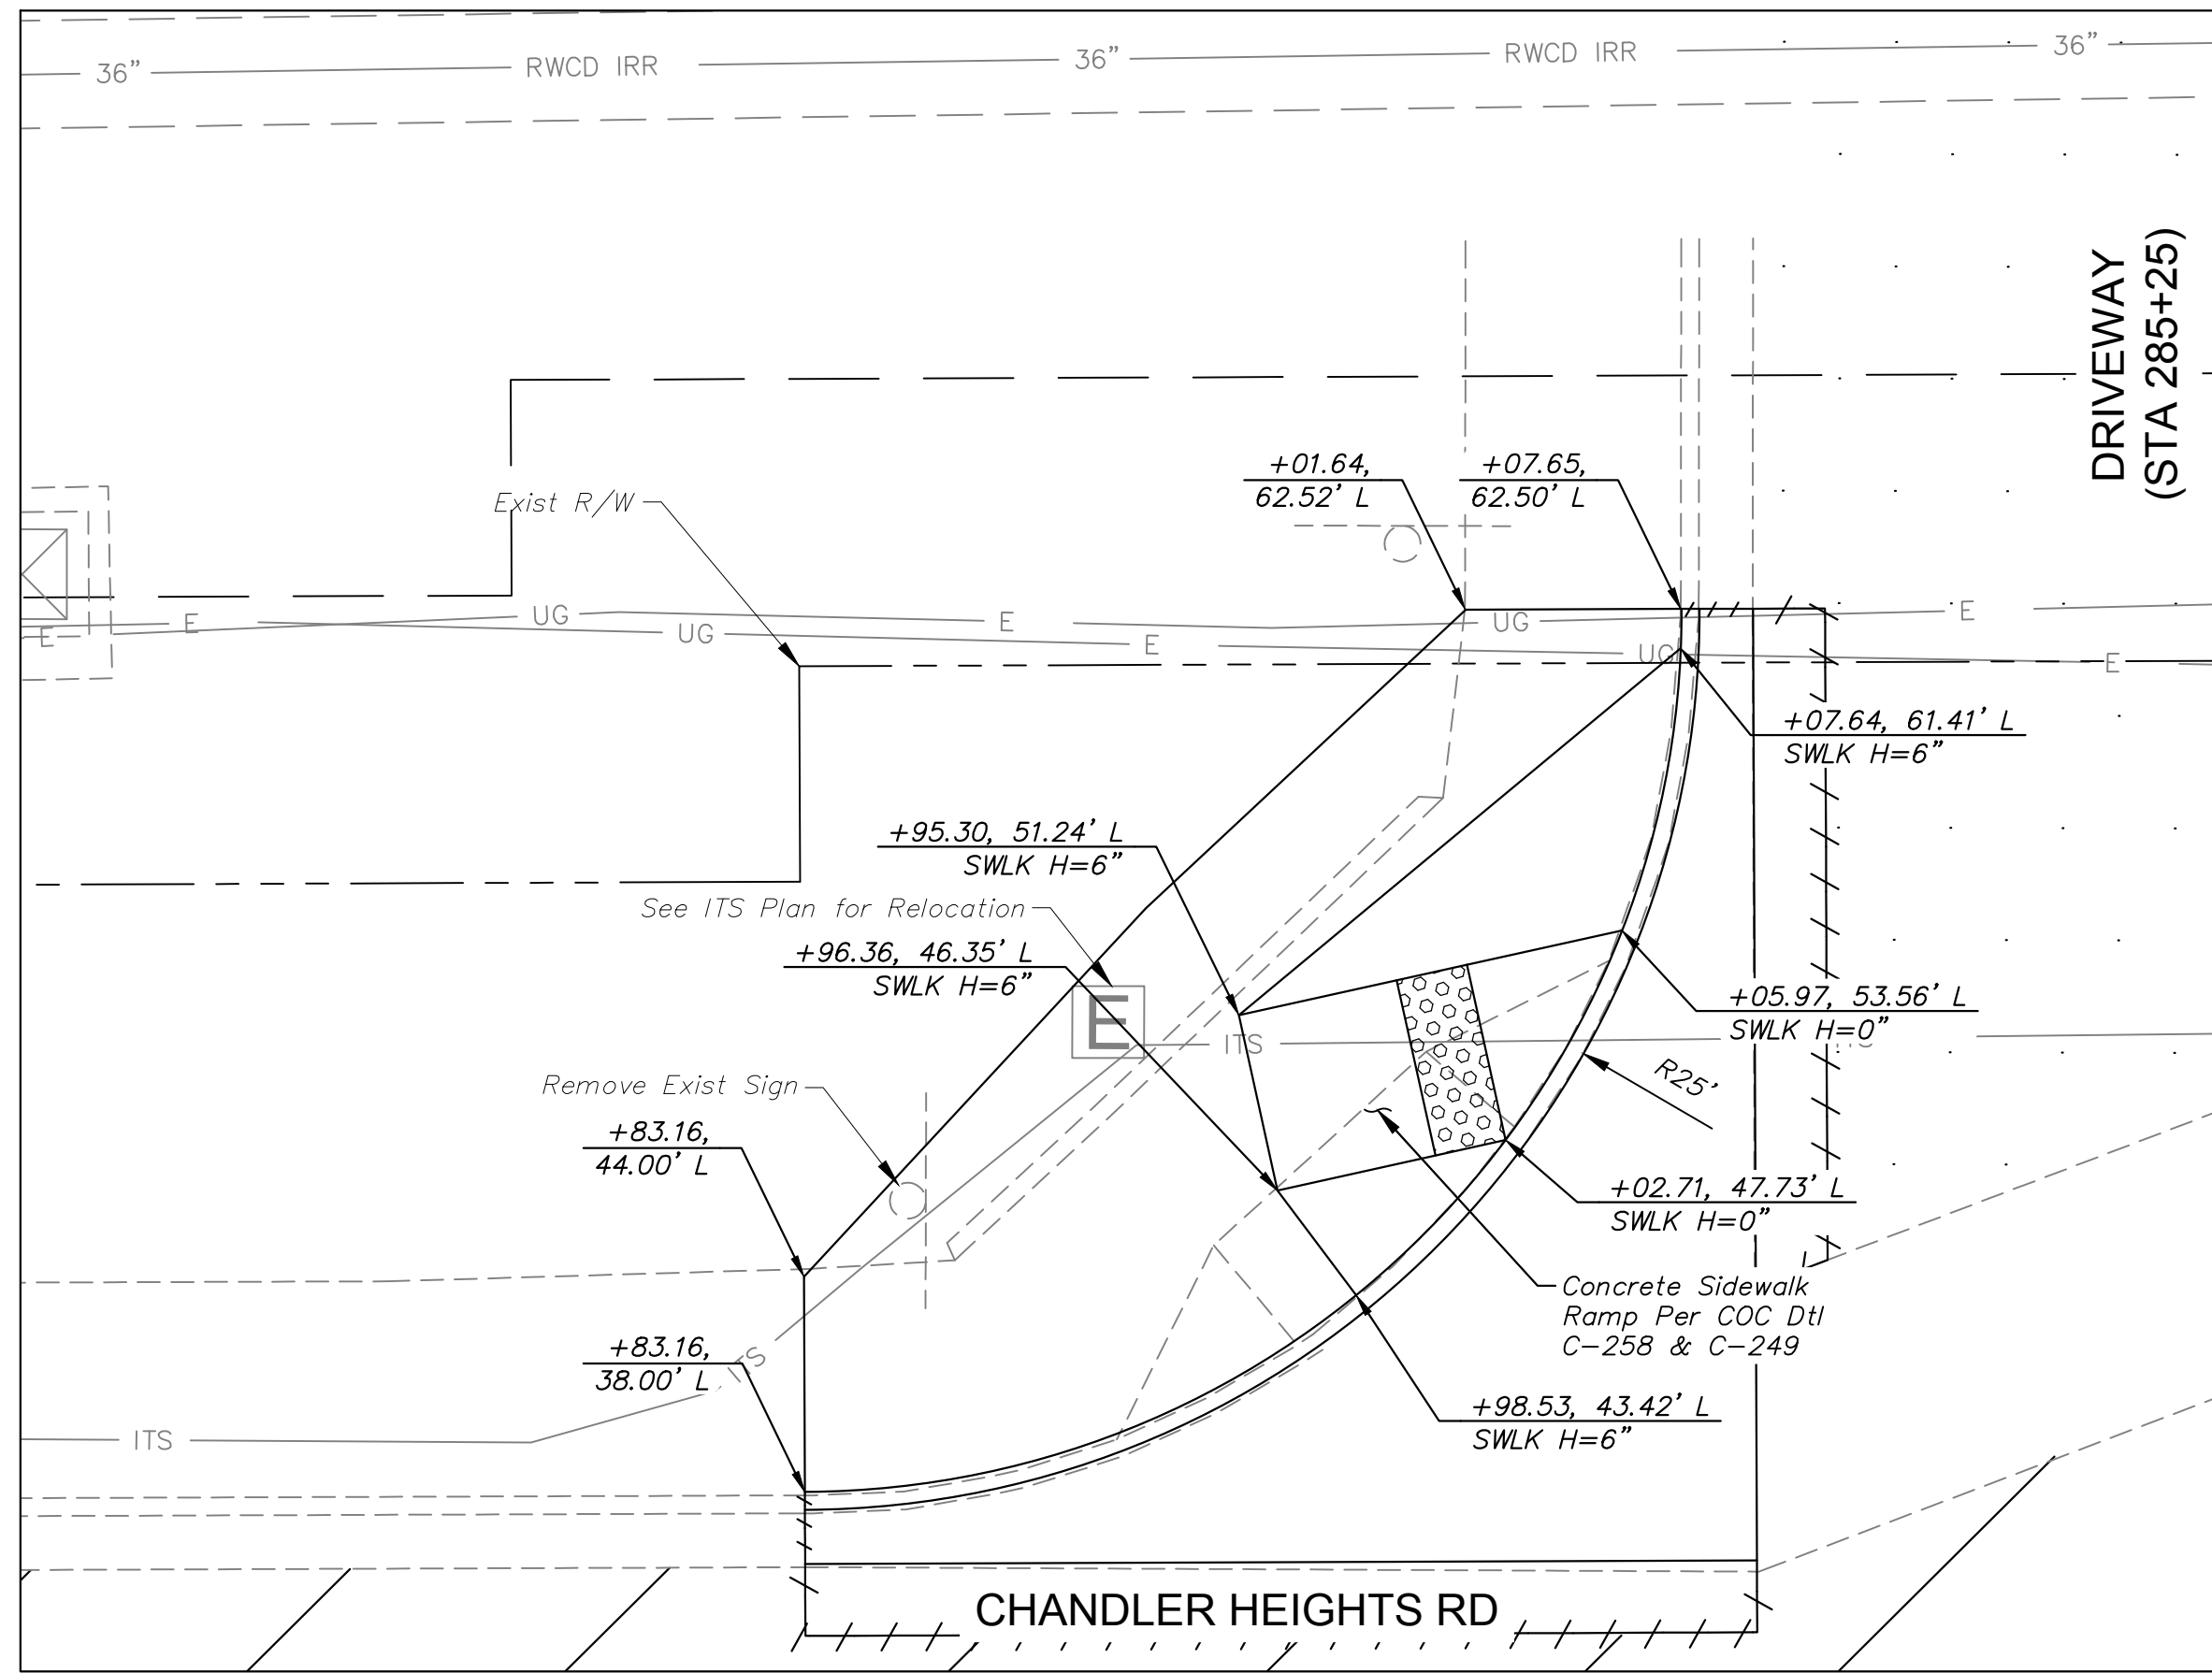 36” RWCD IRR 36” RWCD IRR 36”
DRIVEWAY
(STA 285+25)
+01.64,
62.52’ L
+07.65,
62.50’ L
Exist R/W
E E UG E UG E
E UG E UG E
+07.64, 61.41’ L
SWLK H=6”
+95.30, 51.24’ L
SWLK H=6”
See ITS Plan for Relocation
+96.36, 46.35’ L
SWLK H=6”
E
ITS
+05.97, 53.56’ L
SWLK H=0”
R25’
Remove Exist Sign
+83.16,
44.00’ L
+02.71, 47.73’ L
SWLK H=0”
Concrete Sidewalk
Ramp Per COC Dtl
C-258 & C-249
+83.16,
38.00’ L
ITS
+98.53, 43.42’ L
SWLK H=6”
ITS
CHANDLER HEIGHTS RD